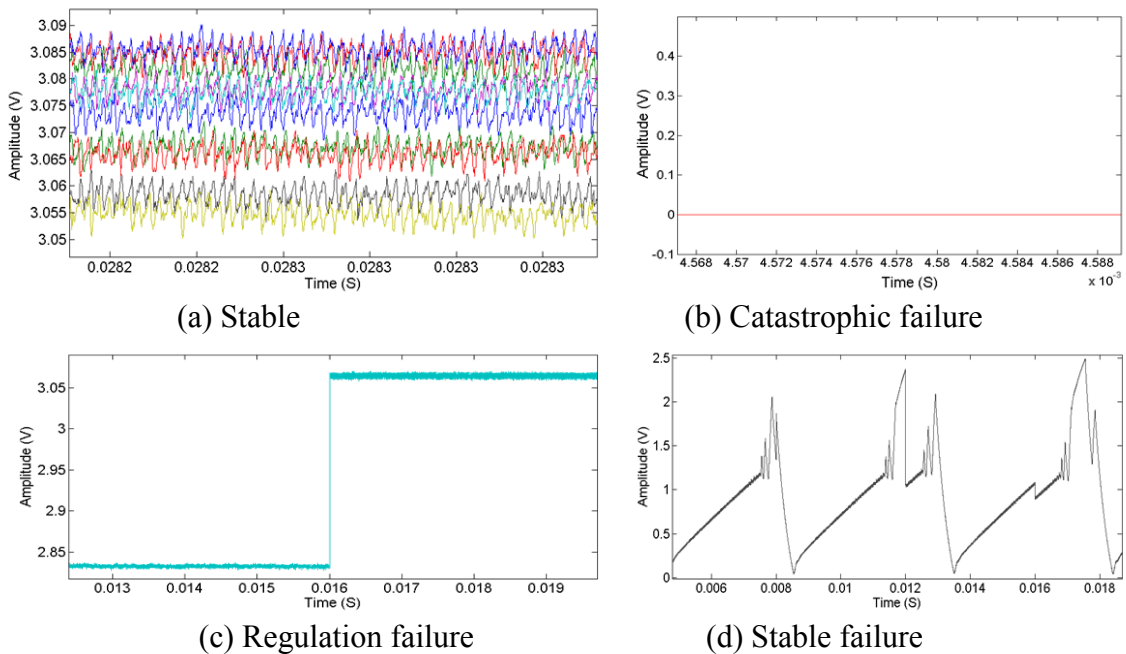 3.09
3.085
3.08
3.075
3.07
3.065
3.06
3.055
3.05
Amplitude (V)
0.0282 0.0282 0.0283 0.0283 0.0283 0.0283
Time (S)
(a) Stable
0.5
0.4
0.3
0.2
0.1
0
-0.1
Amplitude (V)
4.568 4.57 4.572 4.574 4.576 4.578 4.58 4.582 4.584 4.586 4.588
Time (S)
x 10⁻³
(b) Catastrophic failure
3.05
3
2.95
2.9
2.85
Amplitude (V)
0.013 0.014 0.015 0.016 0.017 0.018 0.019
Time (S)
(c) Regulation failure
2.5
2
1.5
1
0.5
0
Amplitude (V)
0.006 0.008 0.01 0.012 0.014 0.016 0.018
Time (S)
(d) Stable failure